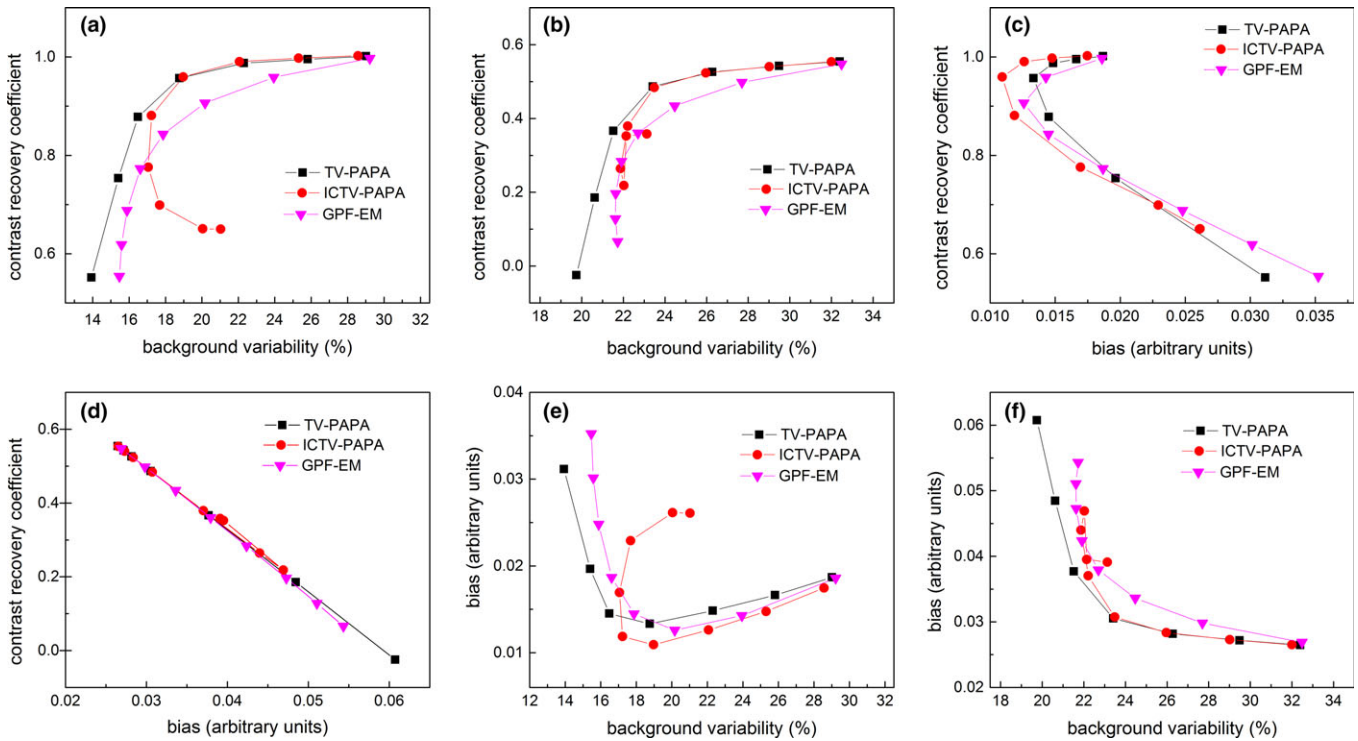 (a)
contrast recovery coefficient
1.0
0.8
0.6
TV-PAPA
ICTV-PAPA
GPF-EM
14 16 18 20 22 24 26 28 30 32
background variability (%)
(b)
contrast recovery coefficient
0.6
0.4
0.2
0.0
TV-PAPA
ICTV-PAPA
GPF-EM
18 20 22 24 26 28 30 32 34
background variability (%)
(c)
contrast recovery coefficient
1.0
0.8
0.6
TV-PAPA
ICTV-PAPA
GPF-EM
0.010 0.015 0.020 0.025 0.030 0.035
bias (arbitrary units)
(d)
contrast recovery coefficient
0.6
0.4
0.2
0.0
TV-PAPA
ICTV-PAPA
GPF-EM
0.02 0.03 0.04 0.05 0.06
bias (arbitrary units)
(e)
bias (arbitrary units)
0.04
0.03
0.02
0.01
TV-PAPA
ICTV-PAPA
GPF-EM
12 14 16 18 20 22 24 26 28 30 32
background variability (%)
(f)
bias (arbitrary units)
0.06
0.05
0.04
0.03
0.02
TV-PAPA
ICTV-PAPA
GPF-EM
18 20 22 24 26 28 30 32 34
background variability (%)